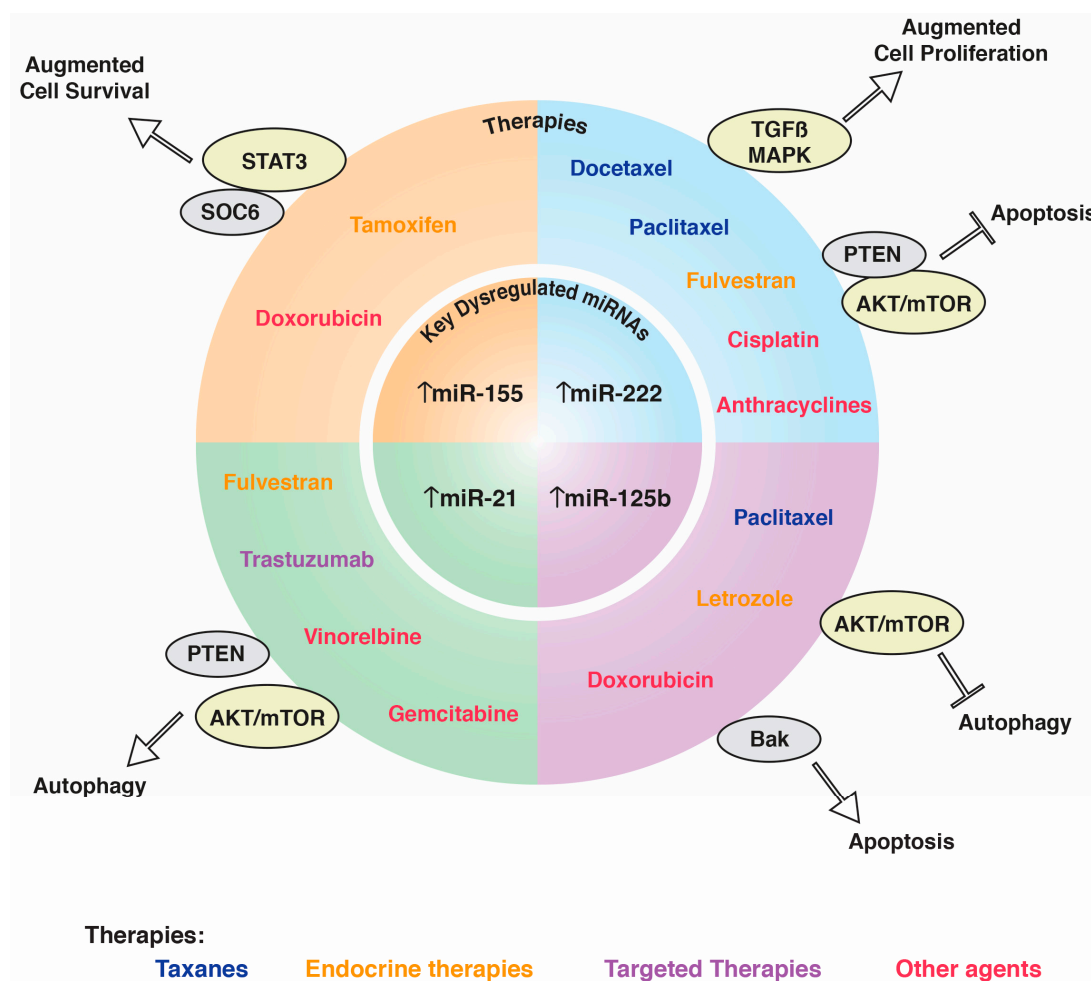 Augmented
Cell Proliferation
Augmented
Cell Survival
Therapies
TGFß
MAPK
STAT3
Docetaxel
SOC6
Apoptosis
Tamoxifen
Paclitaxel
PTEN
Fulvestran
AKT/mTOR
Key Dysregulated miRNAs
Doxorubicin
Cisplatin
↑miR-155
↑miR-222
Anthracyclines
Fulvestran
↑miR-21
↑miR-125b
Paclitaxel
Trastuzumab
Letrozole
AKT/mTOR
Vinorelbine
PTEN
Doxorubicin
Gemcitabine
AKT/mTOR
Autophagy
Bak
Autophagy
Apoptosis
Therapies:
Taxanes Endocrine therapies Targeted Therapies Other agents